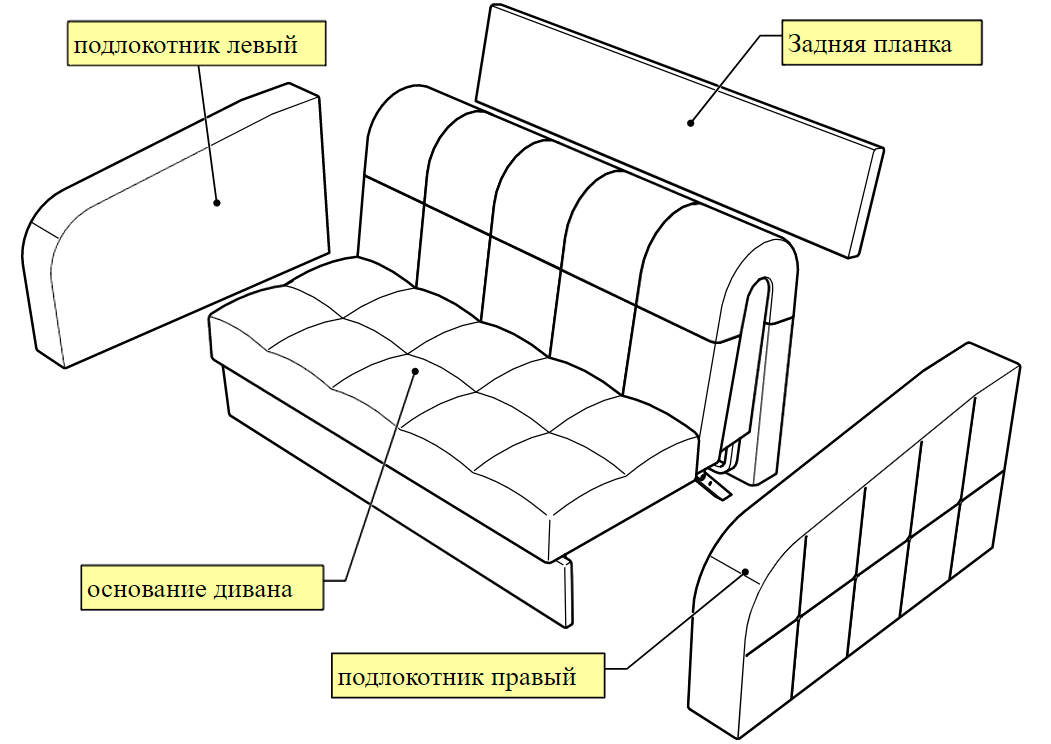 подлокотник левый
Задняя планка
основание дивана
подлокотник правый